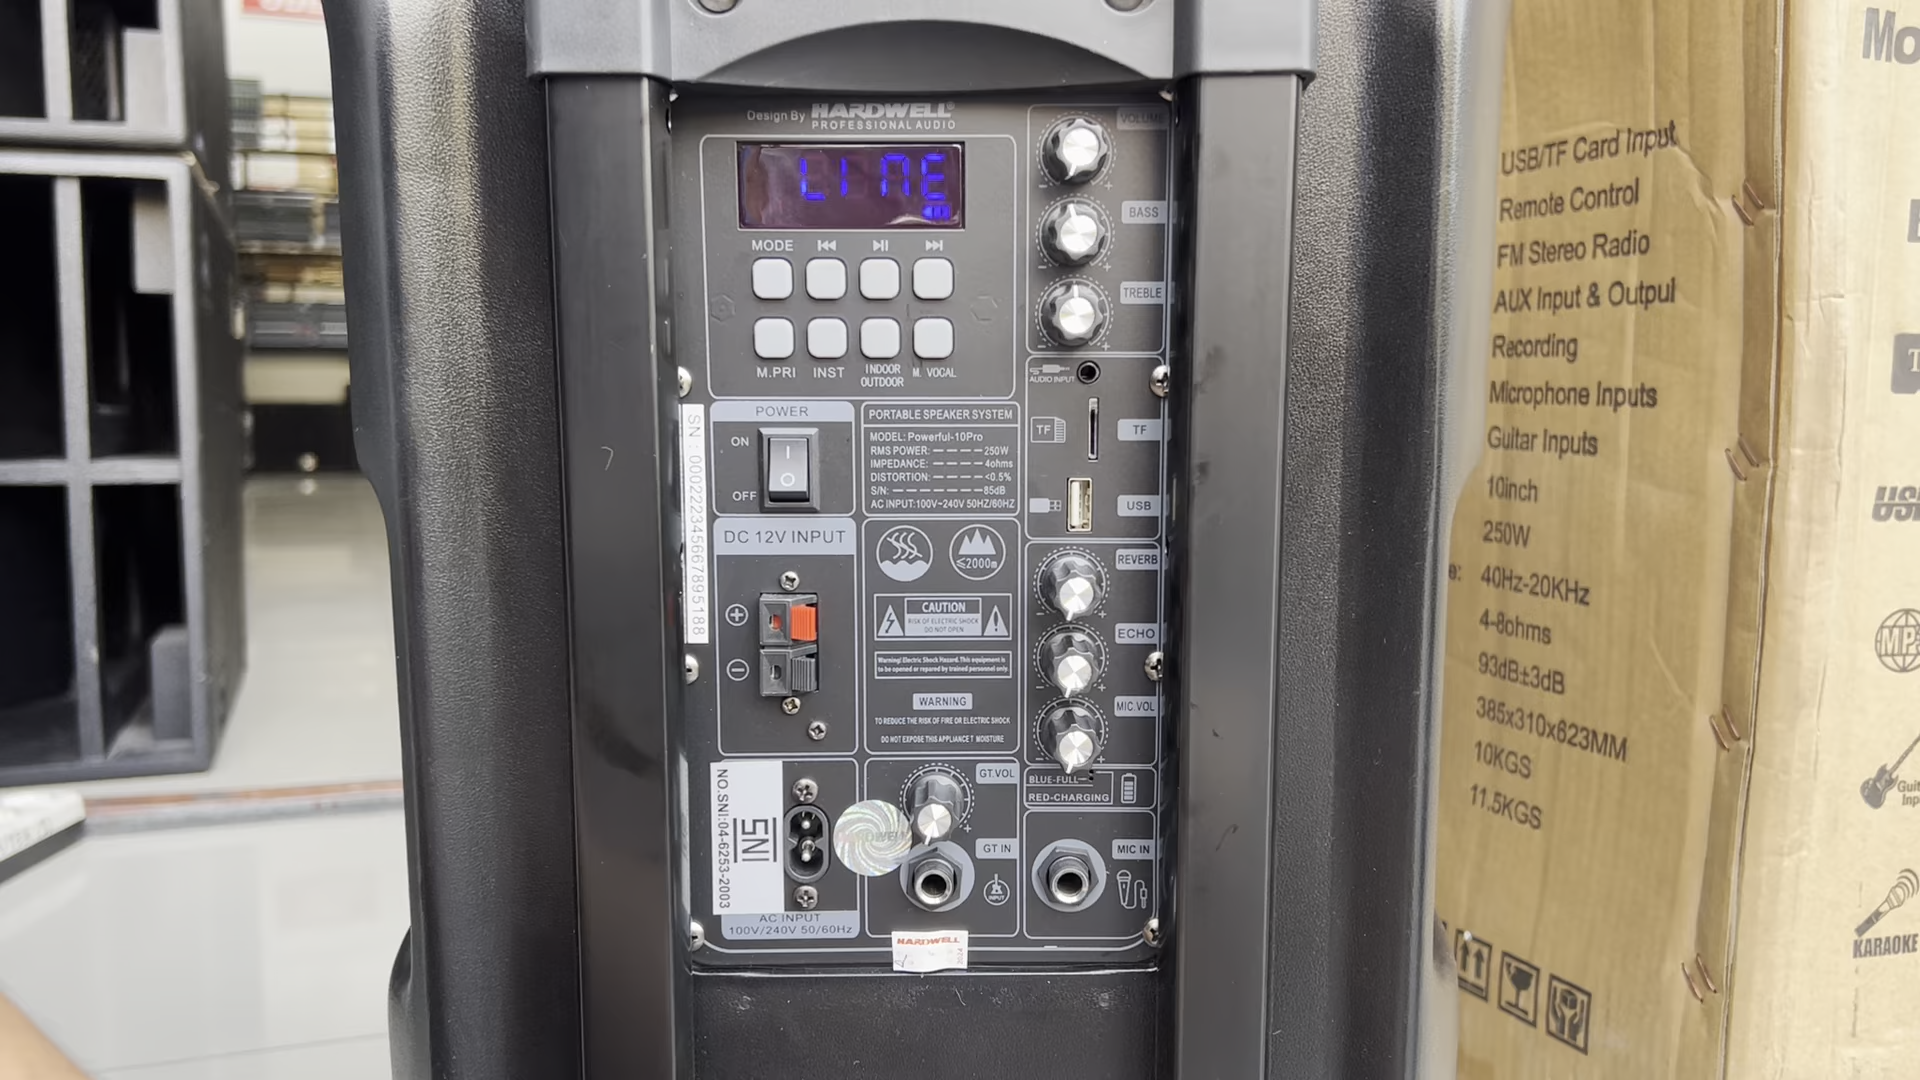 Design By HARDWELL®
PROFESSIONAL AUDIO
LINE
MODE
M.PRI
INST
INDOOR
OUTDOOR
M. VOCAL
VOLUME
BASS
TREBLE
AUDIO INPUT
TF
TF
USB
POWER
ON
OFF
PORTABLE SPEAKER SYSTEM
MODEL: Powerful-10Pro
RMS POWER: 250W
IMPEDANCE: 4ohms
DISTORTION: <0.5%
S/N: 85dB
AC INPUT:100V~240V 50HZ/60HZ
DC 12V INPUT
≤2000m
CAUTION
RISK OF ELECTRIC SHOCK
DO NOT OPEN
Warning! Electric Shock Hazard. This equipment is
to be opened or repared by trained personnel only.
WARNING
TO REDUCE THE RISK OF FIRE OR ELECTRIC SHOCK
DO NOT EXPOSE THIS APPLIANCE T MOISTURE
REVERB
ECHO
MIC.VOL
BLUE-FULL
RED-CHARGING
GT.VOL
GT IN
INPUT
MIC IN
NO.SNI:04-6253-2003
SNI
AC INPUT
100V/240V 50/60Hz
HARDWELL
HARDWELL
USB/TF Card Input
Remote Control
FM Stereo Radio
AUX Input & Output
Recording
Microphone Inputs
Guitar Inputs
10inch
250W
40Hz-20KHz
4-8ohms
93dB±3dB
385x310x623MM
10KGS
11.5KGS
KARAOKE